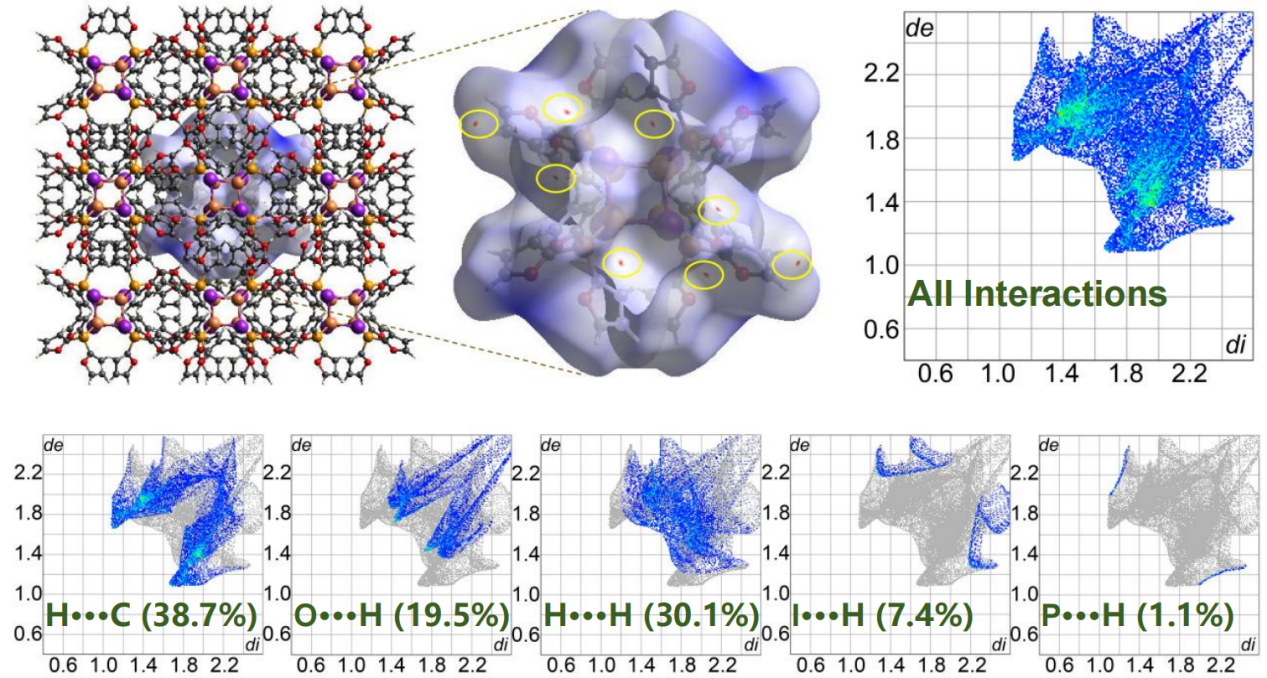 de
2.2
1.8
1.4
1.0
0.6
All Interactions
di
0.6 1.0 1.4 1.8 2.2
de
2.2
1.8
1.4
1.0
0.6
H•••C (38.7%)
di
0.6 1.0 1.4 1.8 2.2
de
2.2
1.8
1.4
1.0
0.6
O•••H (19.5%)
di
0.6 1.0 1.4 1.8 2.2
de
2.2
1.8
1.4
1.0
0.6
H•••H (30.1%)
di
0.6 1.0 1.4 1.8 2.2
de
2.2
1.8
1.4
1.0
0.6
I•••H (7.4%)
di
0.6 1.0 1.4 1.8 2.2
de
2.2
1.8
1.4
1.0
0.6
P•••H (1.1%)
di
0.6 1.0 1.4 1.8 2.2